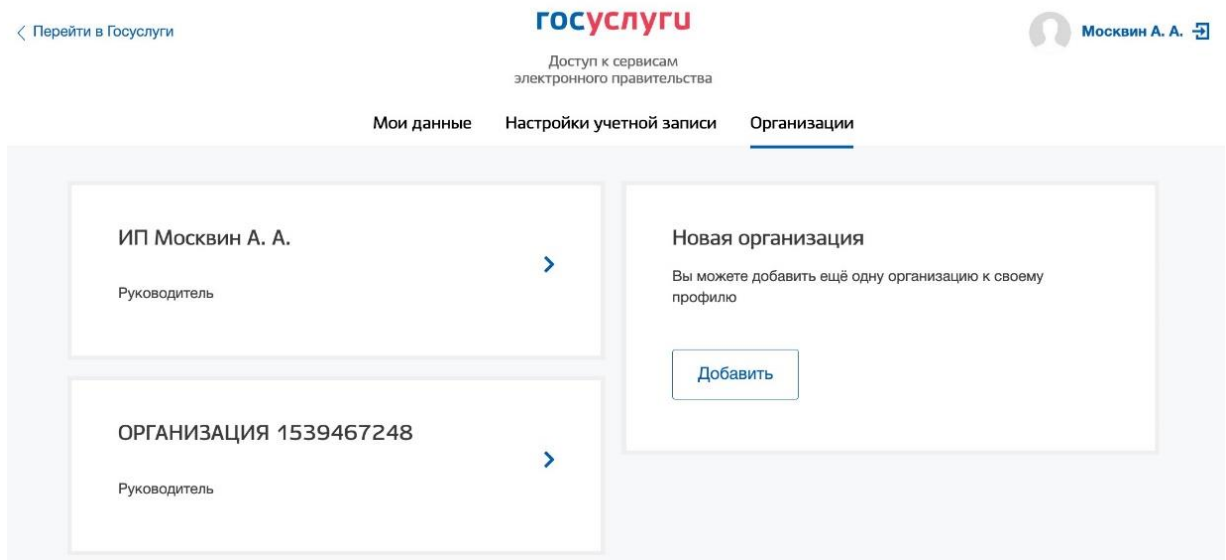 Перейти в Госуслуги
госуслуги
Москвин А. А.
Доступ к сервисам
электронного правительства
Мои данные
Настройки учетной записи
Организации
ИП Москвин А. А.
Руководитель
Новая организация
Вы можете добавить ещё одну организацию к своему
профилю
Добавить
ОРГАНИЗАЦИЯ 1539467248
Руководитель